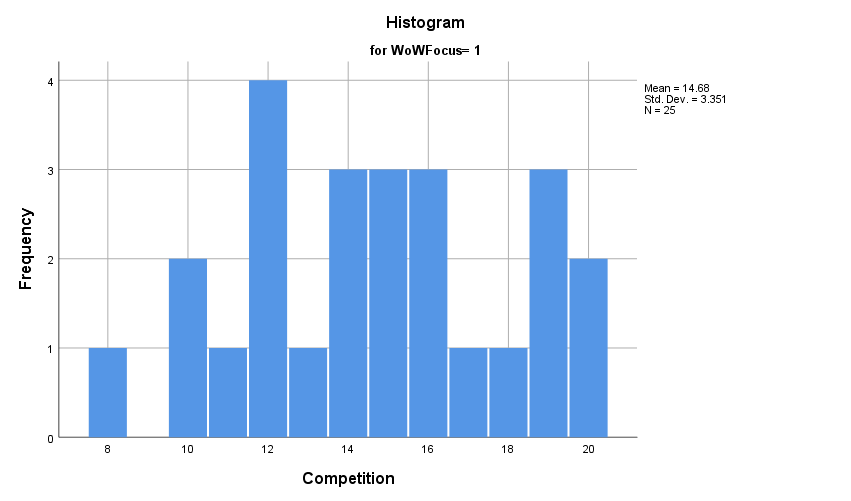 Histogram
for WoWFocus= 1
Mean = 14.68
Std. Dev. = 3.351
N = 25
Frequency
4
3
2
1
0
8 10 12 14 16 18 20
Competition